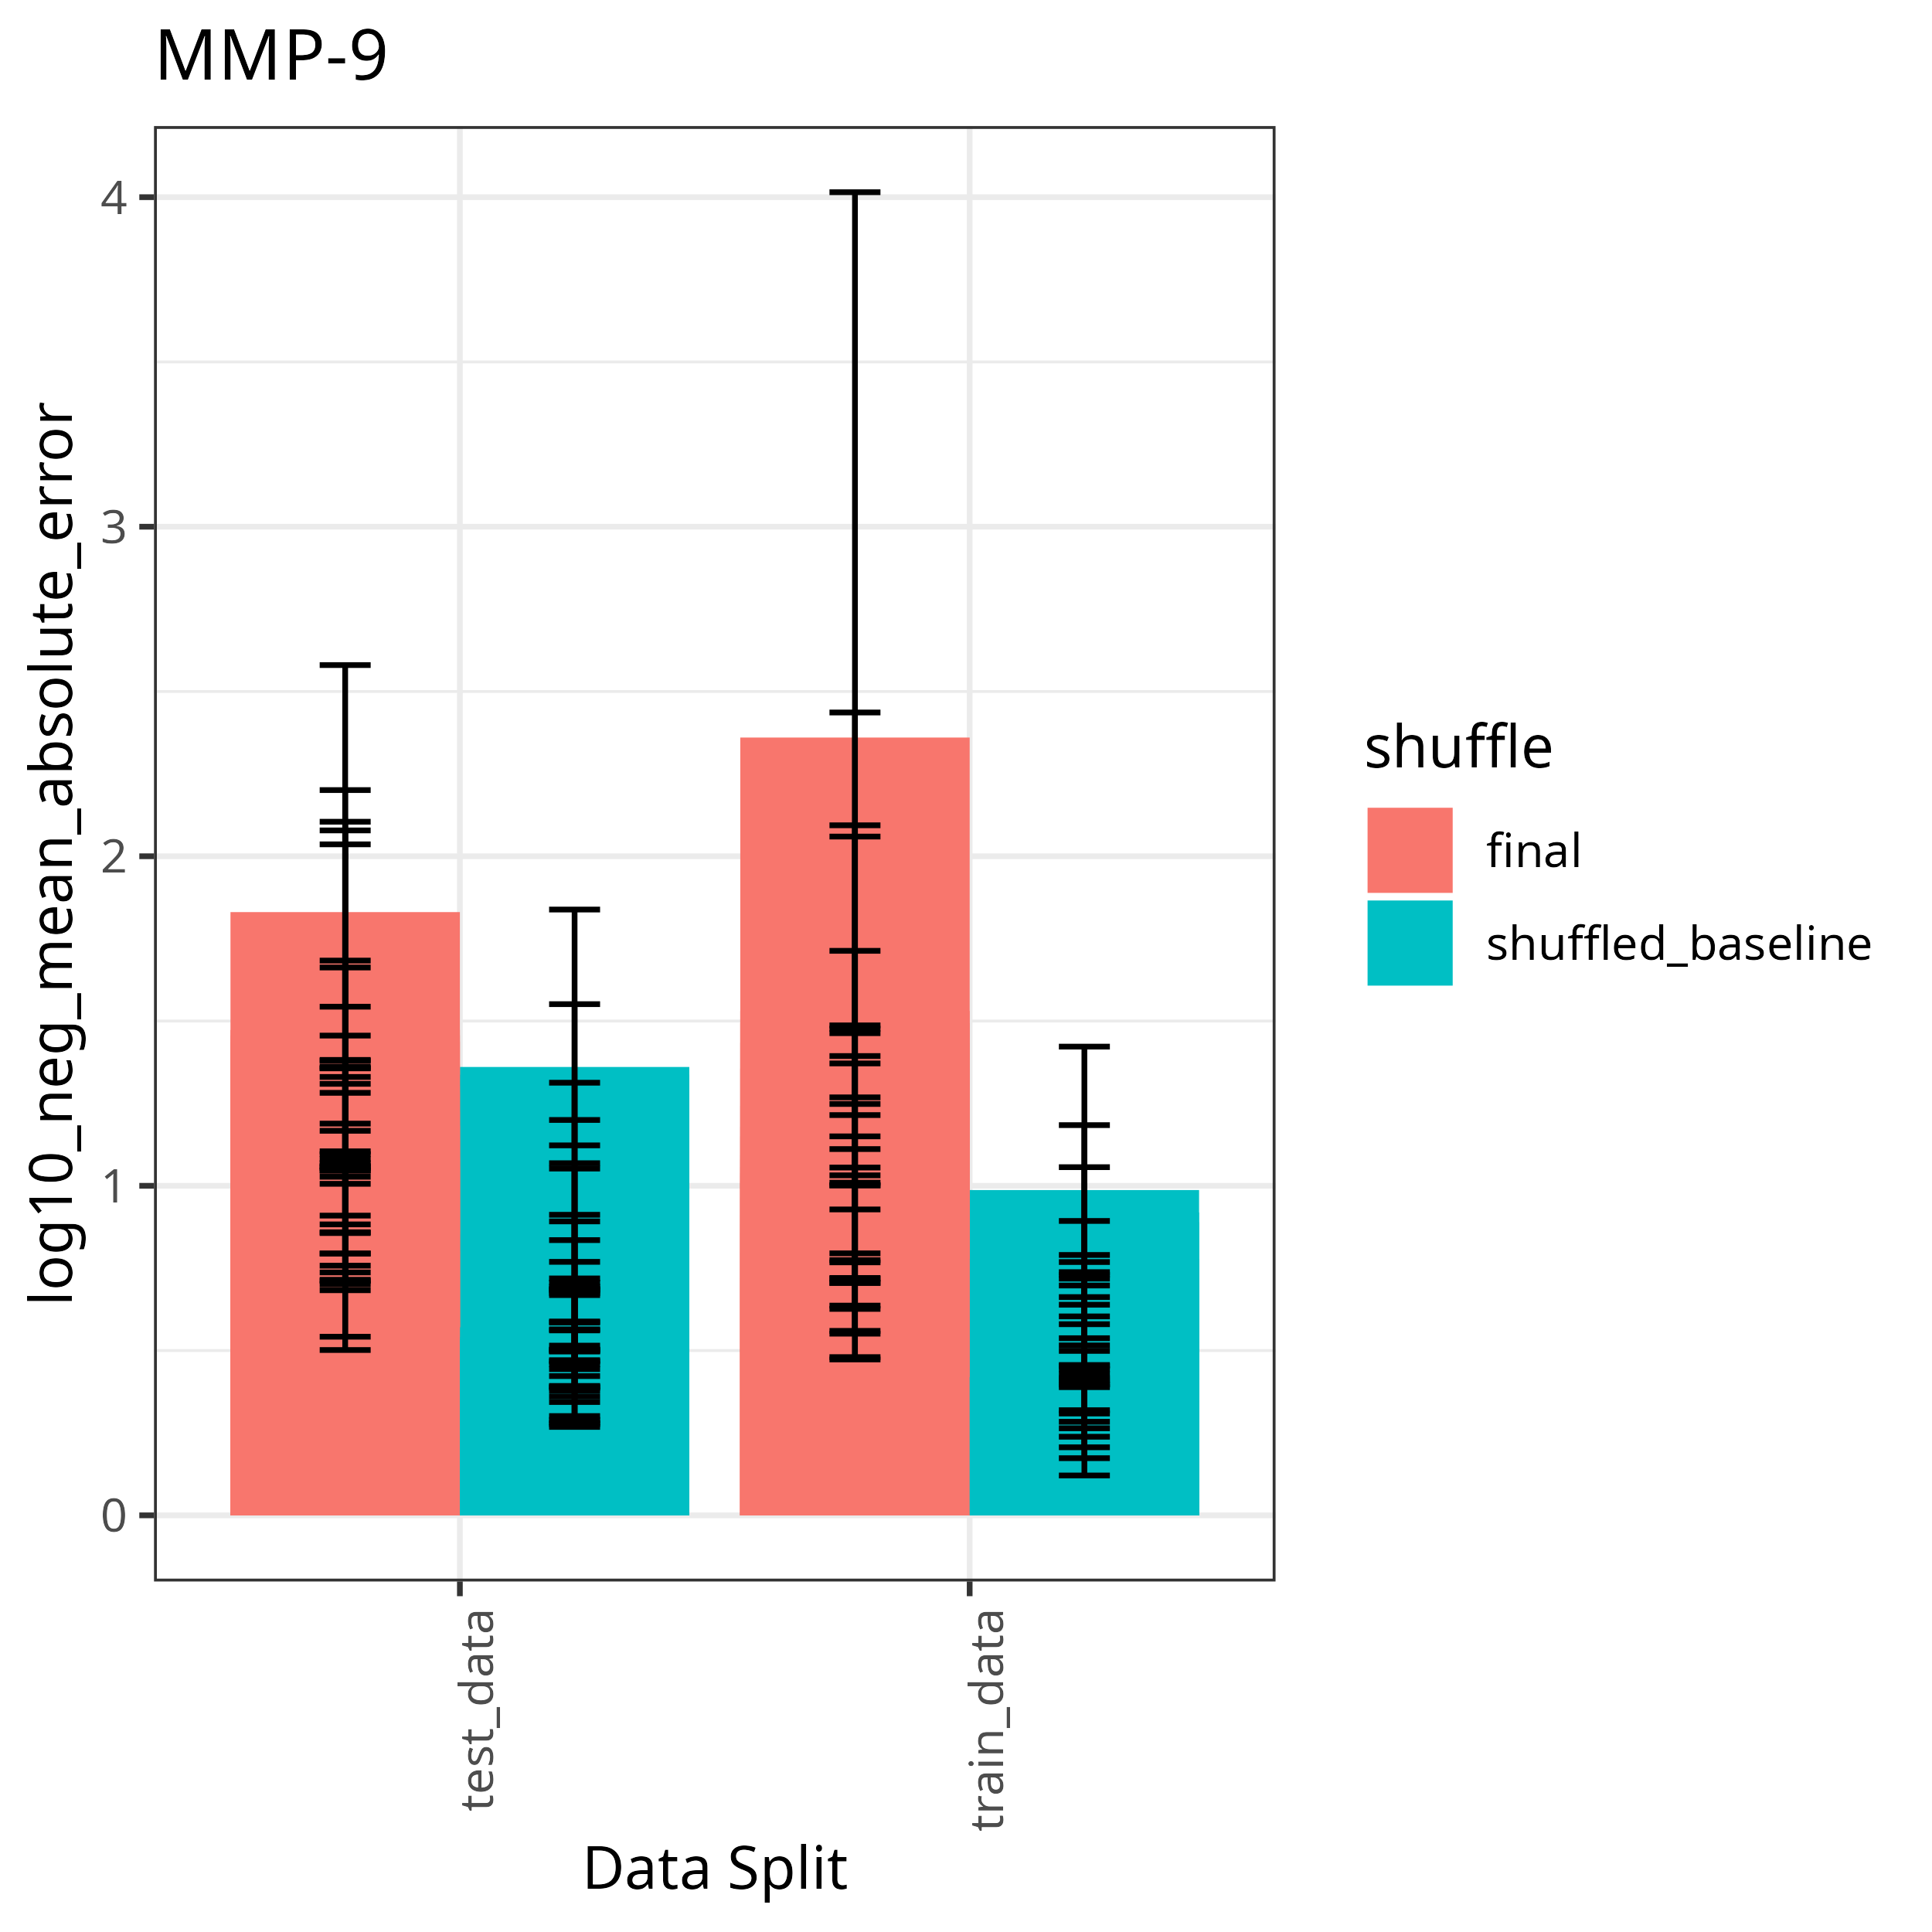 MMP-9
log10_neg_mean_absolute_error
4
3
2
1
0
test_data
train_data
Data Split
shuffle
final
shuffled_baseline